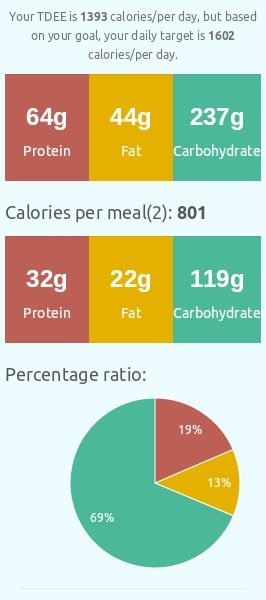 Your TDEE is 1393 calories/per day, but based
on your goal, your daily target is 1602
calories/per day.
64g 44g 237g
Protein Fat Carbohydrate
Calories per meal(2): 801
32g 22g 119g
Protein Fat Carbohydrate
Percentage ratio:
19%
13%
69%